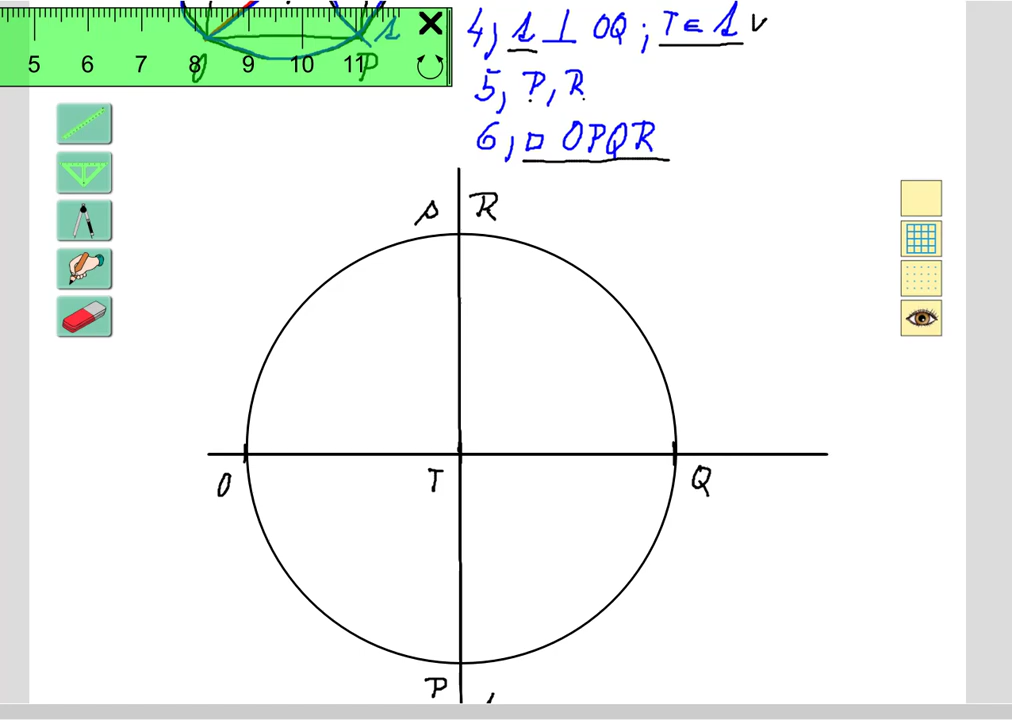 4, s ⊥ OQ ; T ∈ s v
5 6 7 8 9 10 11
O P s
5, P, R
6, □ OPQR
s R
O T Q
P